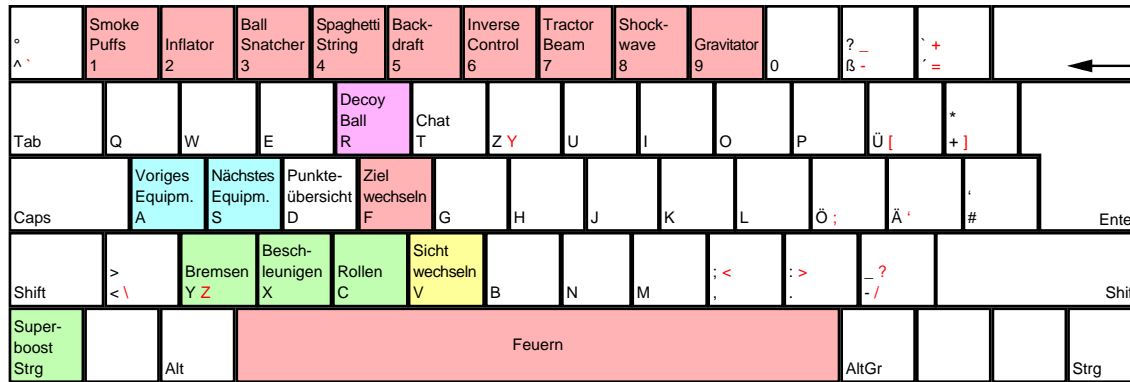 °
^ `
Smoke
Puffs
1
Inflator
2
Ball
Snatcher
3
Spaghetti
String
4
Back-
draft
5
Inverse
Control
6
Tractor
Beam
7
Shock-
wave
8
Gravitator
9
0
? _
ß -
` +
´ =
Tab
Q
W
E
Decoy
Ball
R
Chat
T
Z Y
U
I
O
P
Ü [
*
+ ]
Caps
Voriges
Equipm.
A
Nächstes
Equipm.
S
Punkte-
übersicht
D
Ziel
wechseln
F
G
H
J
K
L
Ö ;
Ä '
'
#
Ente
Shift
>
< \
Bremsen
Y Z
Besch-
leunigen
X
Rollen
C
Sicht
wechseln
V
B
N
M
; <
,
: >
.
_ ?
- /
Shif
Super-
boost
Strg
Alt
Feuern
AltGr
Strg